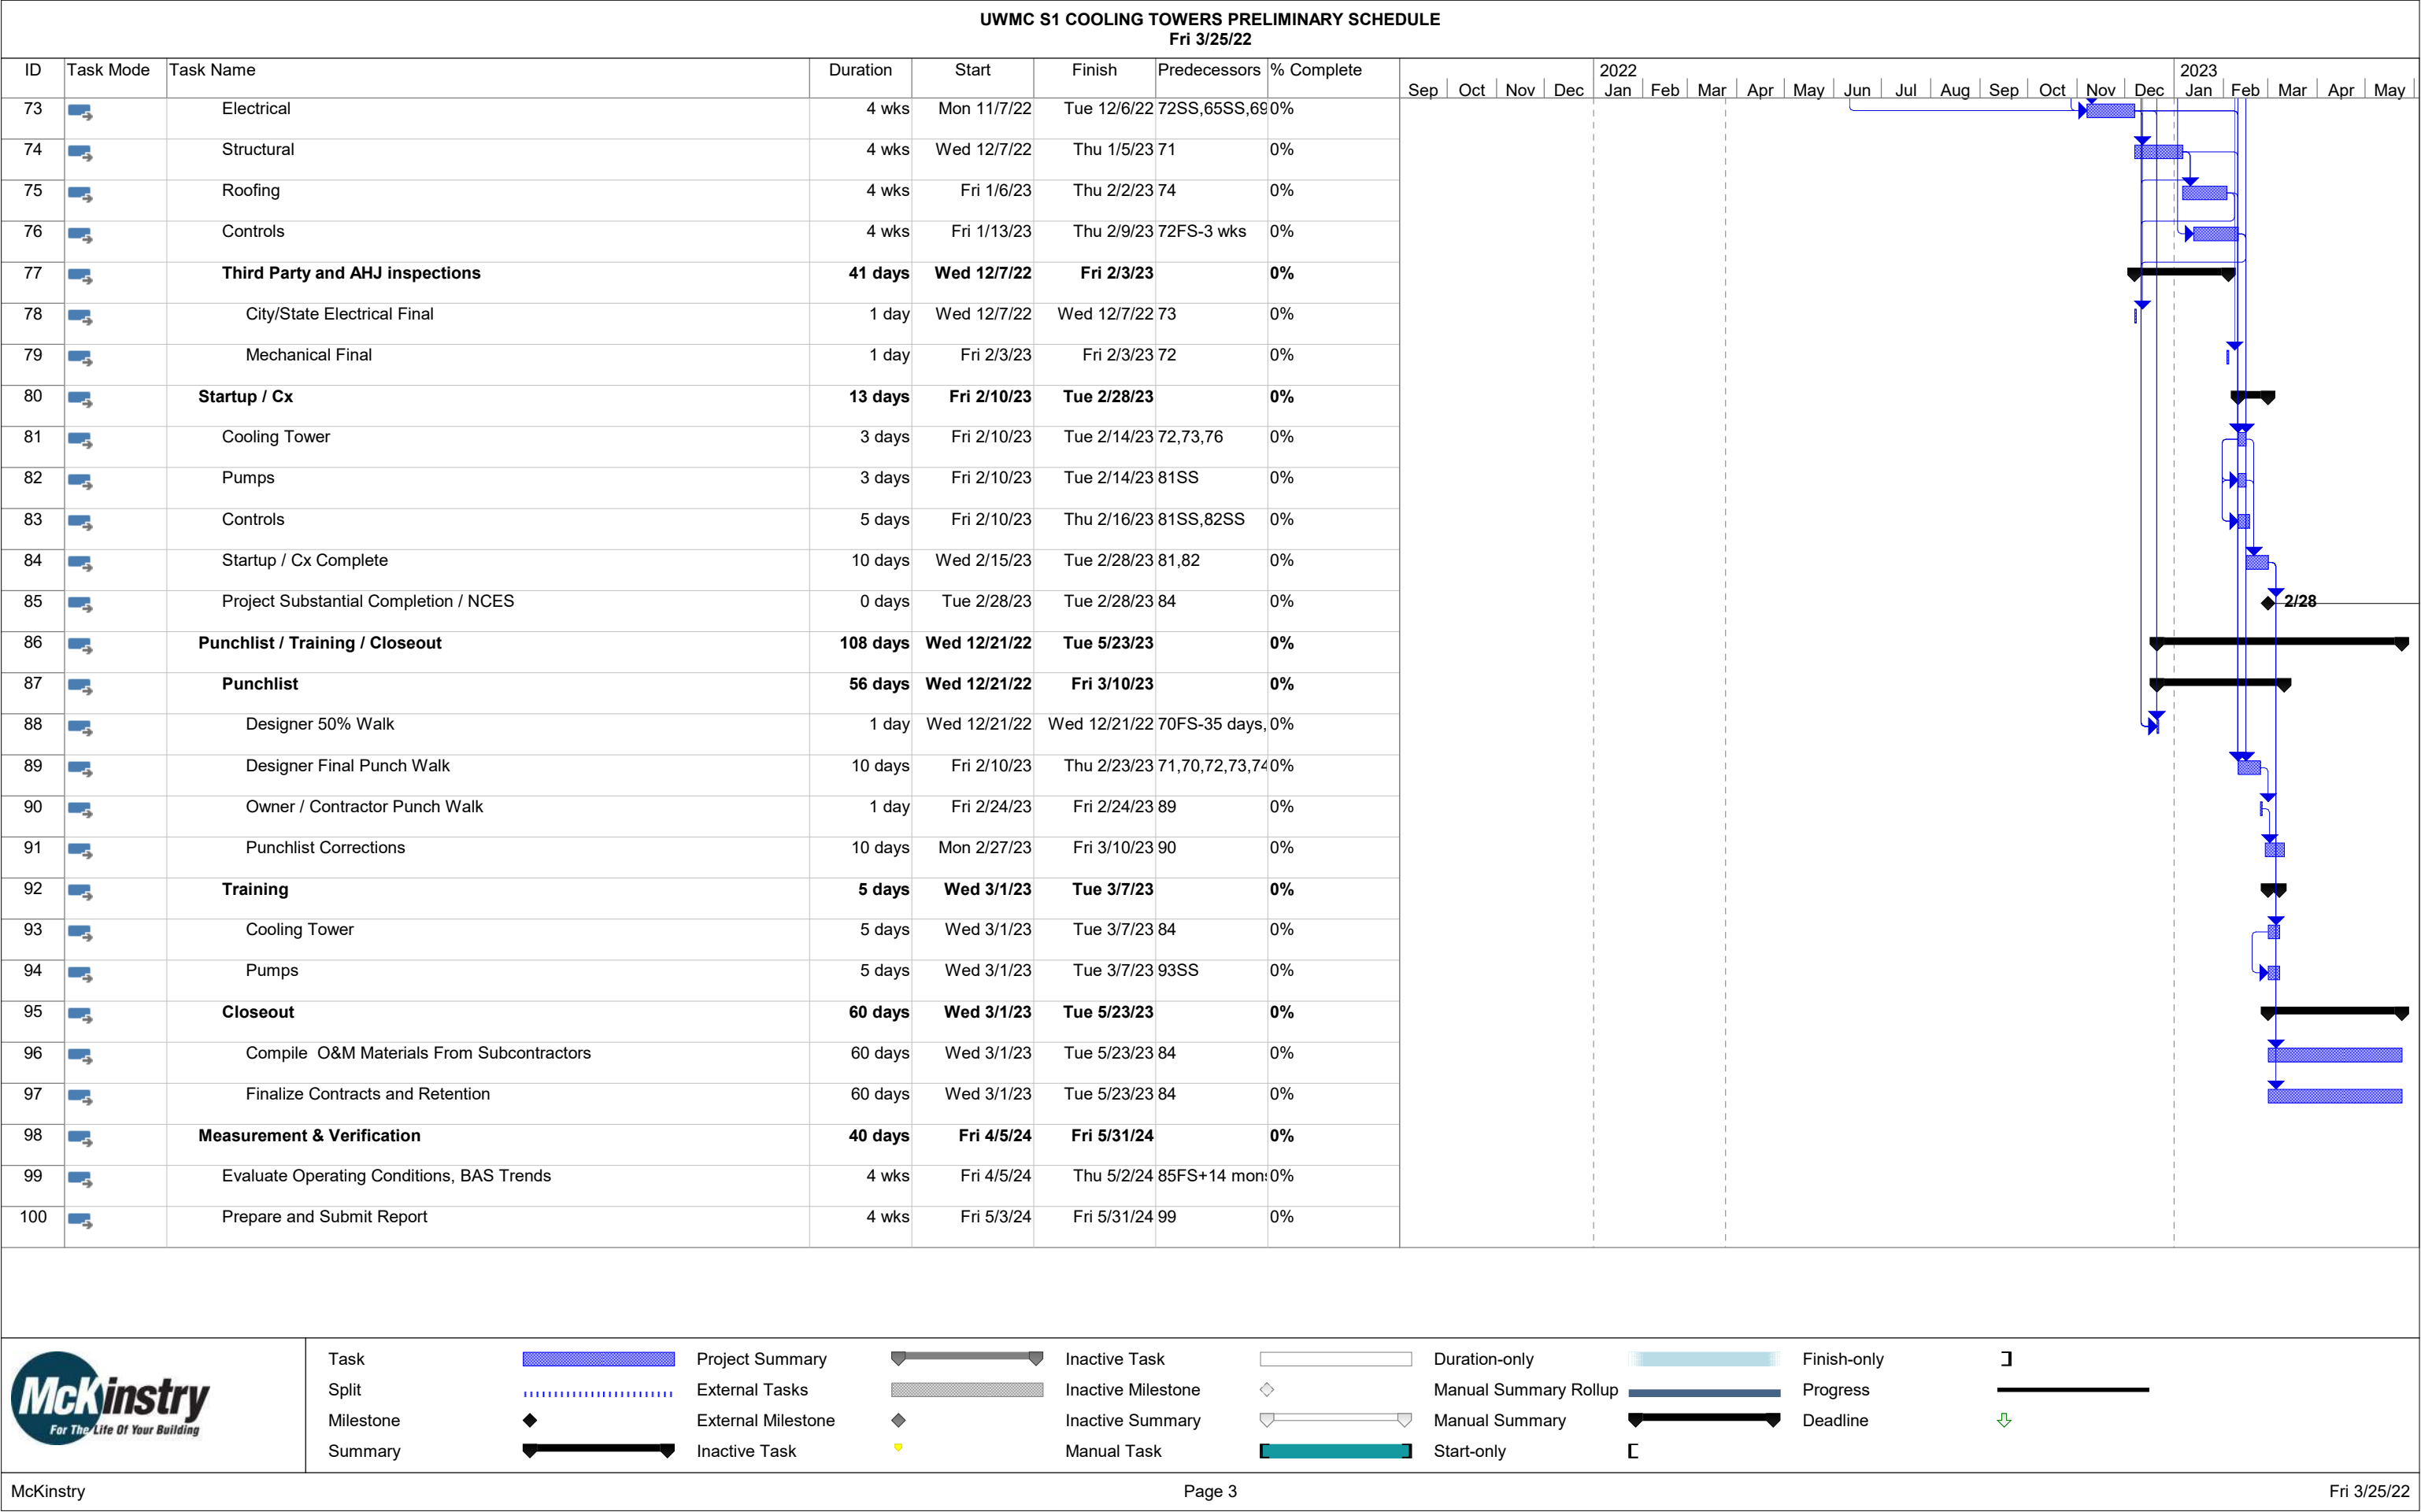 UWMC S1 COOLING TOWERS PRELIMINARY SCHEDULE
Fri 3/25/22
ID Task Mode Task Name Duration Start Finish Predecessors % Complete
2022 2023
Sep Oct Nov Dec Jan Feb Mar Apr May Jun Jul Aug Sep Oct Nov Dec Jan Feb Mar Apr May
73 Electrical 4 wks Mon 11/7/22 Tue 12/6/22 72SS,65SS,69 0%
74 Structural 4 wks Wed 12/7/22 Thu 1/5/23 71 0%
75 Roofing 4 wks Fri 1/6/23 Thu 2/2/23 74 0%
76 Controls 4 wks Fri 1/13/23 Thu 2/9/23 72FS-3 wks 0%
77 Third Party and AHJ inspections 41 days Wed 12/7/22 Fri 2/3/23 0%
78 City/State Electrical Final 1 day Wed 12/7/22 Wed 12/7/22 73 0%
79 Mechanical Final 1 day Fri 2/3/23 Fri 2/3/23 72 0%
80 Startup / Cx 13 days Fri 2/10/23 Tue 2/28/23 0%
81 Cooling Tower 3 days Fri 2/10/23 Tue 2/14/23 72,73,76 0%
82 Pumps 3 days Fri 2/10/23 Tue 2/14/23 81SS 0%
83 Controls 5 days Fri 2/10/23 Thu 2/16/23 81SS,82SS 0%
84 Startup / Cx Complete 10 days Wed 2/15/23 Tue 2/28/23 81,82 0%
85 Project Substantial Completion / NCES 0 days Tue 2/28/23 Tue 2/28/23 84 0% 2/28
86 Punchlist / Training / Closeout 108 days Wed 12/21/22 Tue 5/23/23 0%
87 Punchlist 56 days Wed 12/21/22 Fri 3/10/23 0%
88 Designer 50% Walk 1 day Wed 12/21/22 Wed 12/21/22 70FS-35 days, 0%
89 Designer Final Punch Walk 10 days Fri 2/10/23 Thu 2/23/23 71,70,72,73,74 0%
90 Owner / Contractor Punch Walk 1 day Fri 2/24/23 Fri 2/24/23 89 0%
91 Punchlist Corrections 10 days Mon 2/27/23 Fri 3/10/23 90 0%
92 Training 5 days Wed 3/1/23 Tue 3/7/23 0%
93 Cooling Tower 5 days Wed 3/1/23 Tue 3/7/23 84 0%
94 Pumps 5 days Wed 3/1/23 Tue 3/7/23 93SS 0%
95 Closeout 60 days Wed 3/1/23 Tue 5/23/23 0%
96 Compile O&M Materials From Subcontractors 60 days Wed 3/1/23 Tue 5/23/23 84 0%
97 Finalize Contracts and Retention 60 days Wed 3/1/23 Tue 5/23/23 84 0%
98 Measurement & Verification 40 days Fri 4/5/24 Fri 5/31/24 0%
99 Evaluate Operating Conditions, BAS Trends 4 wks Fri 4/5/24 Thu 5/2/24 85FS+14 mons 0%
100 Prepare and Submit Report 4 wks Fri 5/3/24 Fri 5/31/24 99 0%
McKinstry
For The Life Of Your Building
Task Project Summary Inactive Task Duration-only Finish-only
Split External Tasks Inactive Milestone Manual Summary Rollup Progress
Milestone External Milestone Inactive Summary Manual Summary Deadline
Summary Inactive Task Manual Task Start-only
McKinstry Page 3 Fri 3/25/22